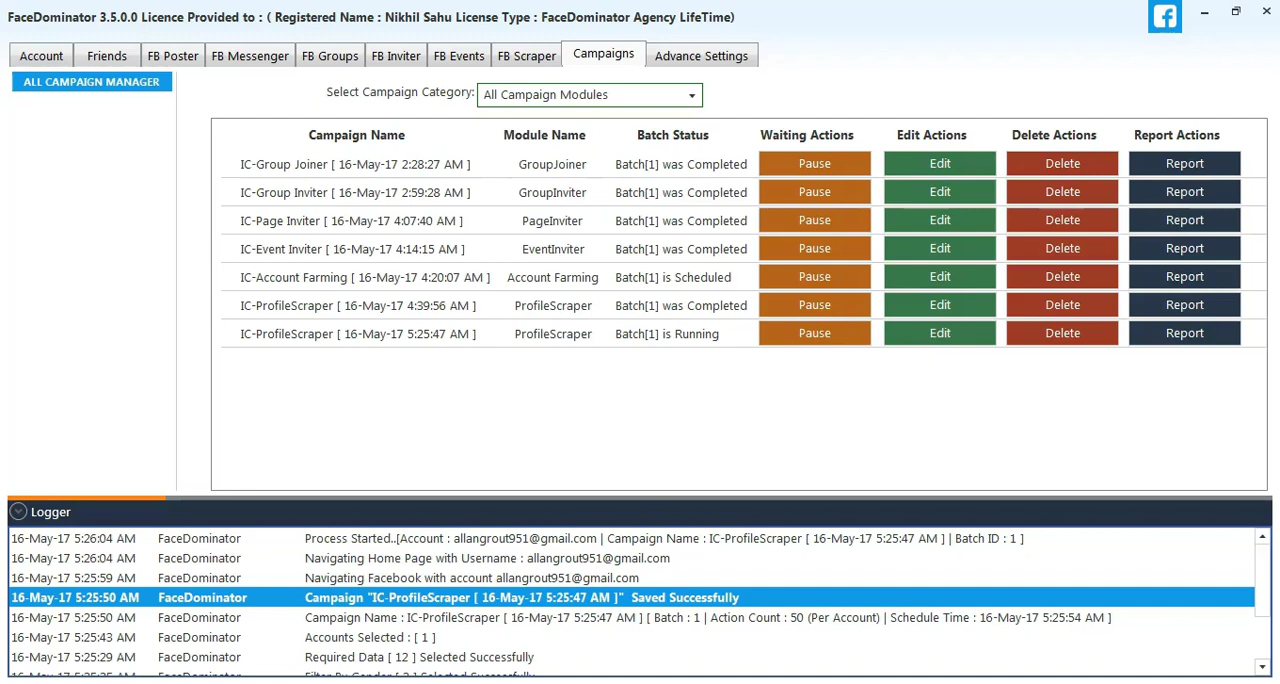 FaceDominator 3.5.0.0 Licence Provided to : ( Registered Name : Nikhil Sahu License Type : FaceDominator Agency LifeTime)
Account Friends FB Poster FB Messenger FB Groups FB Inviter FB Events FB Scraper Campaigns Advance Settings
ALL CAMPAIGN MANAGER
Select Campaign Category: All Campaign Modules
Campaign Name Module Name Batch Status Waiting Actions Edit Actions Delete Actions Report Actions
IC-Group Joiner [ 16-May-17 2:28:27 AM ] GroupJoiner Batch[1] was Completed Pause Edit Delete Report
IC-Group Inviter [ 16-May-17 2:59:28 AM ] GroupInviter Batch[1] was Completed Pause Edit Delete Report
IC-Page Inviter [ 16-May-17 4:07:40 AM ] PageInviter Batch[1] was Completed Pause Edit Delete Report
IC-Event Inviter [ 16-May-17 4:14:15 AM ] EventInviter Batch[1] was Completed Pause Edit Delete Report
IC-Account Farming [ 16-May-17 4:20:07 AM ] Account Farming Batch[1] is Scheduled Pause Edit Delete Report
IC-ProfileScraper [ 16-May-17 4:39:56 AM ] ProfileScraper Batch[1] was Completed Pause Edit Delete Report
IC-ProfileScraper [ 16-May-17 5:25:47 AM ] ProfileScraper Batch[1] is Running Pause Edit Delete Report
Logger
16-May-17 5:26:04 AM FaceDominator Process Started..[Account : allangrout951@gmail.com | Campaign Name : IC-ProfileScraper [ 16-May-17 5:25:47 AM ] | Batch ID : 1 ]
16-May-17 5:26:04 AM FaceDominator Navigating Home Page with Username : allangrout951@gmail.com
16-May-17 5:25:59 AM FaceDominator Navigating Facebook with account allangrout951@gmail.com
16-May-17 5:25:50 AM FaceDominator Campaign "IC-ProfileScraper [ 16-May-17 5:25:47 AM ]" Saved Successfully
16-May-17 5:25:50 AM FaceDominator Campaign Name : IC-ProfileScraper [ 16-May-17 5:25:47 AM ] [ Batch : 1 | Action Count : 50 (Per Account) | Schedule Time : 16-May-17 5:25:54 AM ]
16-May-17 5:25:43 AM FaceDominator Accounts Selected : [ 1 ]
16-May-17 5:25:29 AM FaceDominator Required Data [ 12 ] Selected Successfully
FaceDominator Filter By Gender Selected Successfully